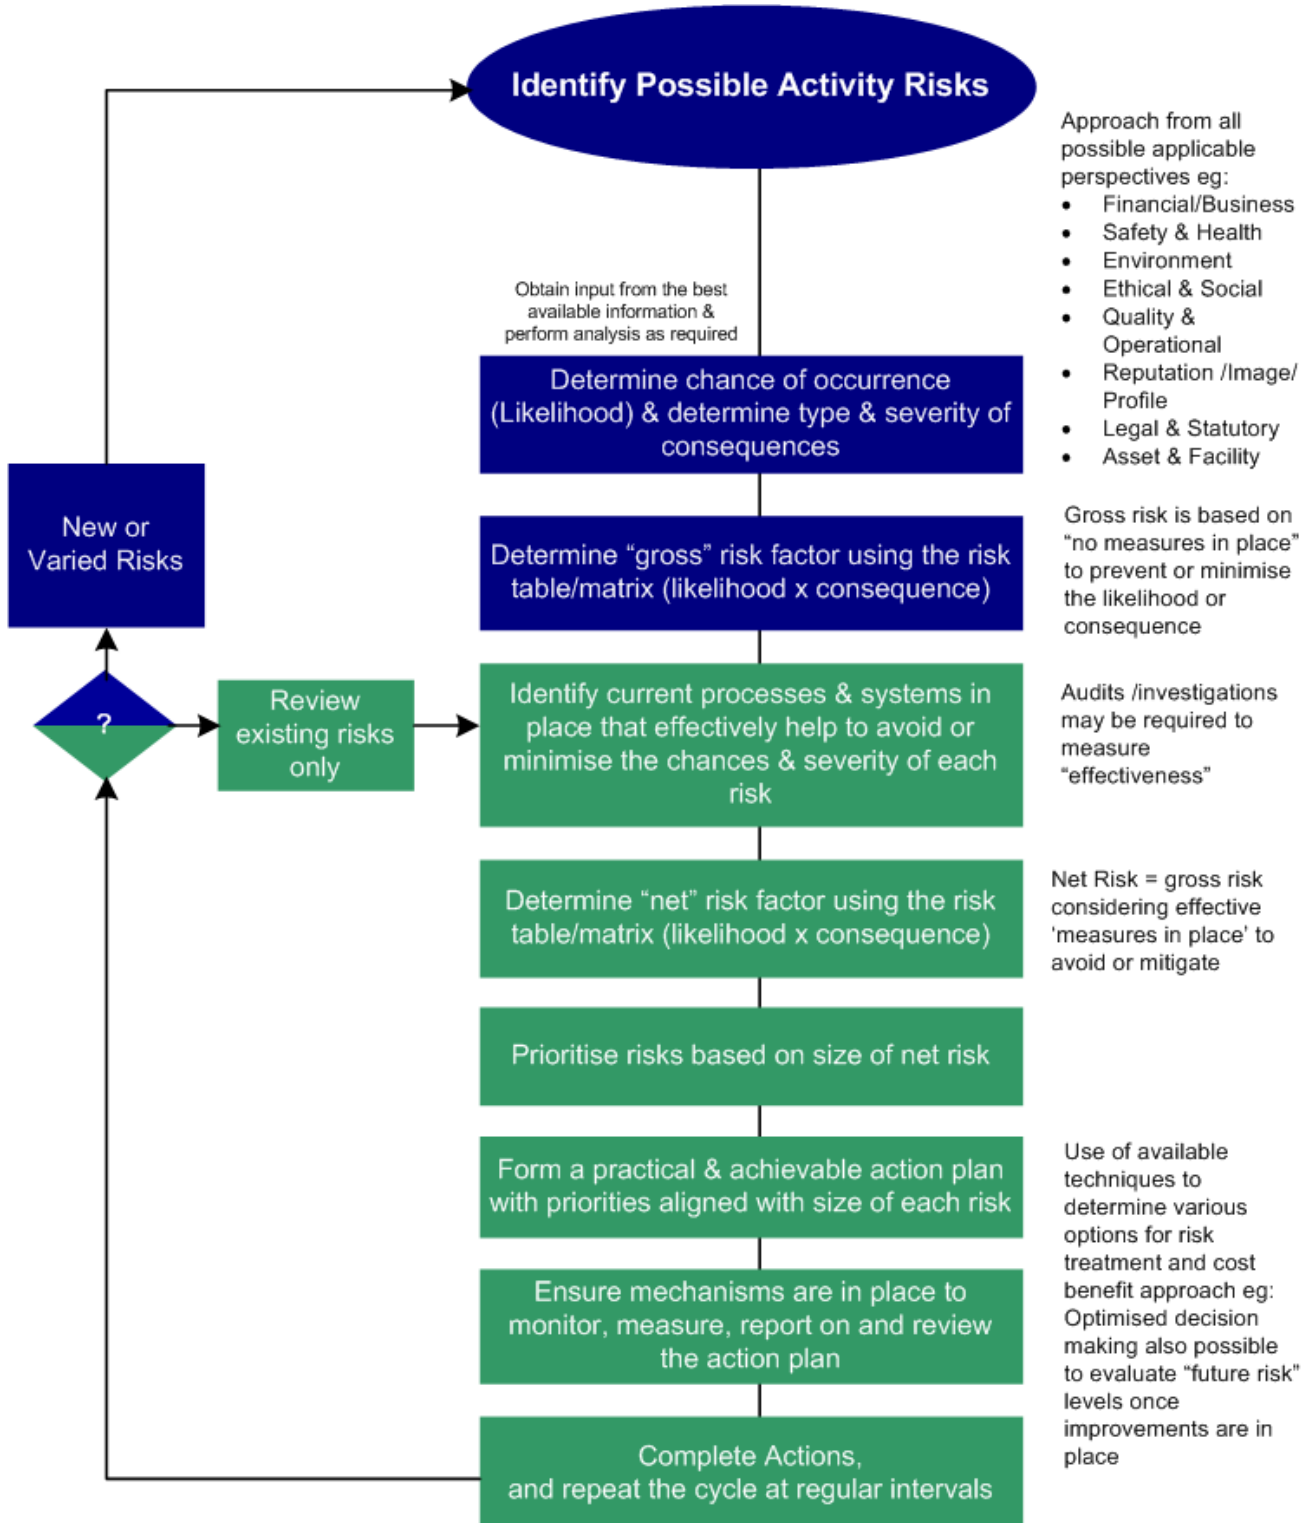 Identify Possible Activity Risks
Approach from all
possible applicable
perspectives eg:
• Financial/Business
• Safety & Health
• Environment
• Ethical & Social
• Quality &
Operational
• Reputation /Image/
Profile
• Legal & Statutory
• Asset & Facility
Obtain input from the best
available information &
perform analysis as required
Determine chance of occurrence
(Likelihood) & determine type & severity of
consequences
New or
Varied Risks
Determine “gross” risk factor using the risk
table/matrix (likelihood x consequence)
Gross risk is based on
“no measures in place”
to prevent or minimise
the likelihood or
consequence
?
Review
existing risks
only
Identify current processes & systems in
place that effectively help to avoid or
minimise the chances & severity of each
risk
Audits /investigations
may be required to
measure
“effectiveness”
Determine “net” risk factor using the risk
table/matrix (likelihood x consequence)
Net Risk = gross risk
considering effective
‘measures in place’ to
avoid or mitigate
Prioritise risks based on size of net risk
Form a practical & achievable action plan
with priorities aligned with size of each risk
Use of available
techniques to
determine various
options for risk
treatment and cost
benefit approach eg:
Optimised decision
making also possible
to evaluate “future risk”
levels once
improvements are in
place
Ensure mechanisms are in place to
monitor, measure, report on and review
the action plan
Complete Actions,
and repeat the cycle at regular intervals